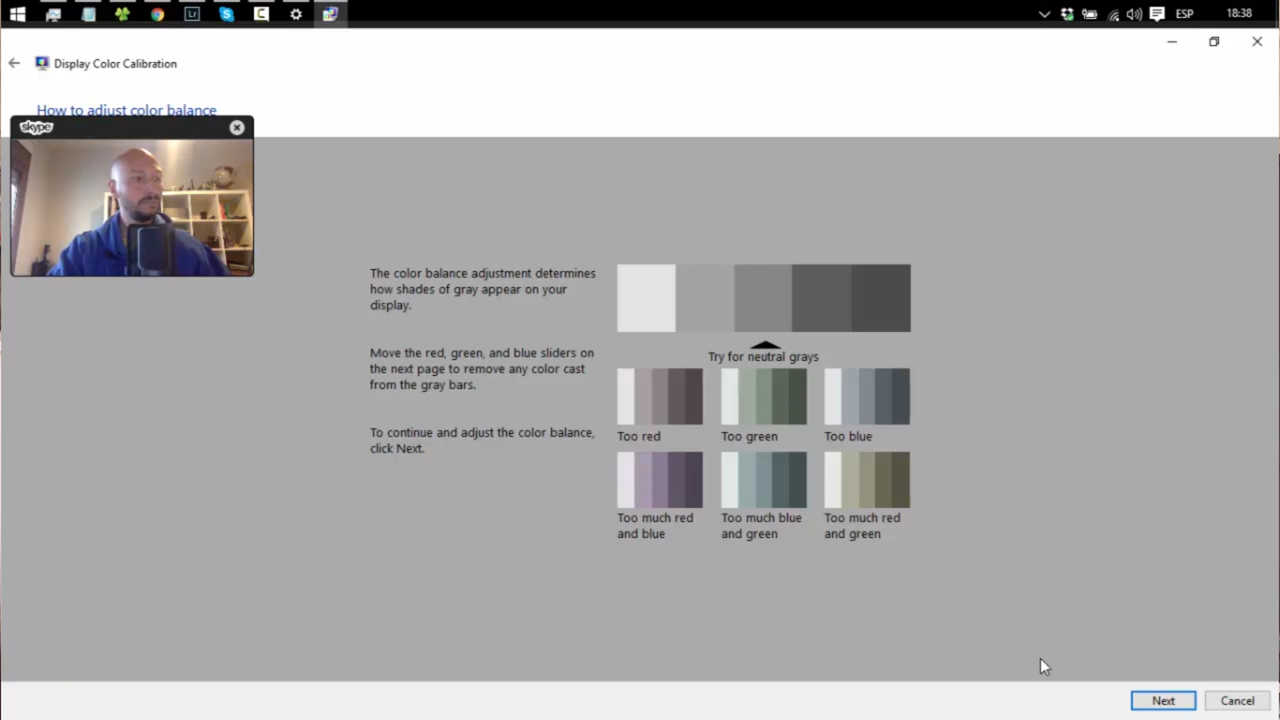 Lr
ESP
18:38
Display Color Calibration
How to adjust color balance
skype
The color balance adjustment determines
how shades of gray appear on your
display.
Move the red, green, and blue sliders on
the next page to remove any color cast
from the gray bars.
To continue and adjust the color balance,
click Next.
Try for neutral grays
Too red
Too green
Too blue
Too much red
and blue
Too much blue
and green
Too much red
and green
Next
Cancel